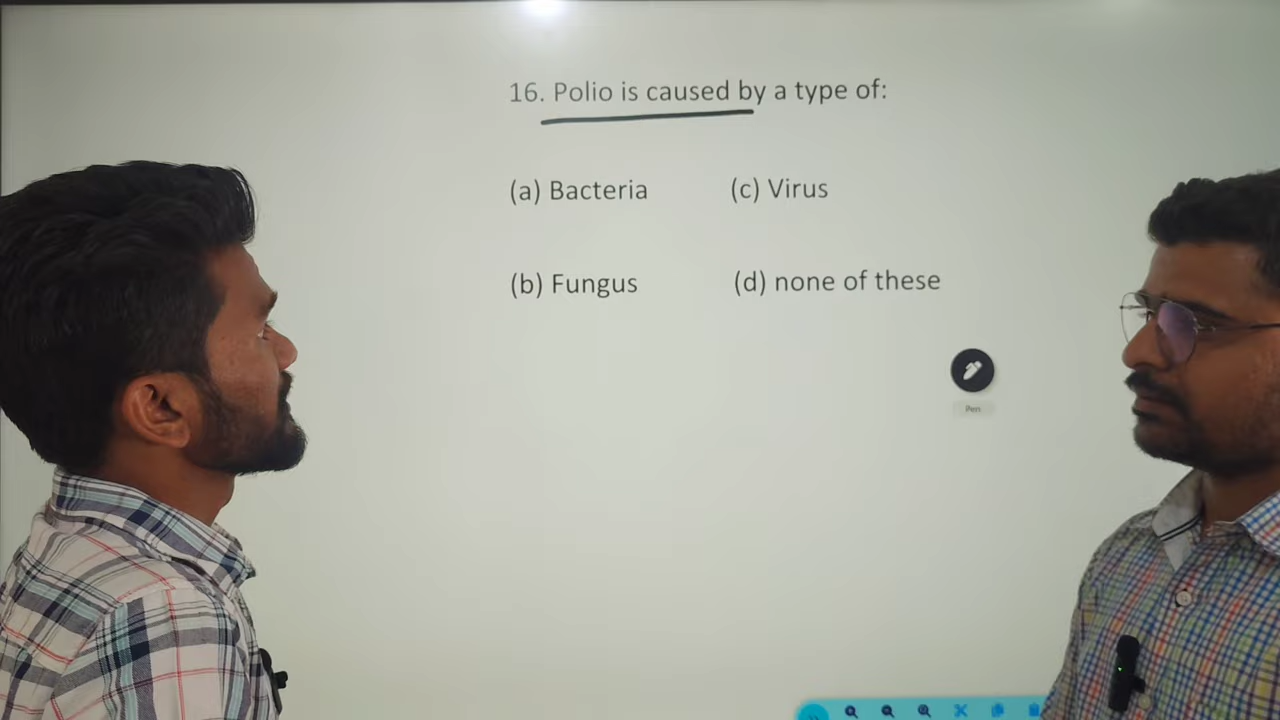 16. Polio is caused by a type of:
(a) Bacteria (c) Virus
(b) Fungus (d) none of these
Pen